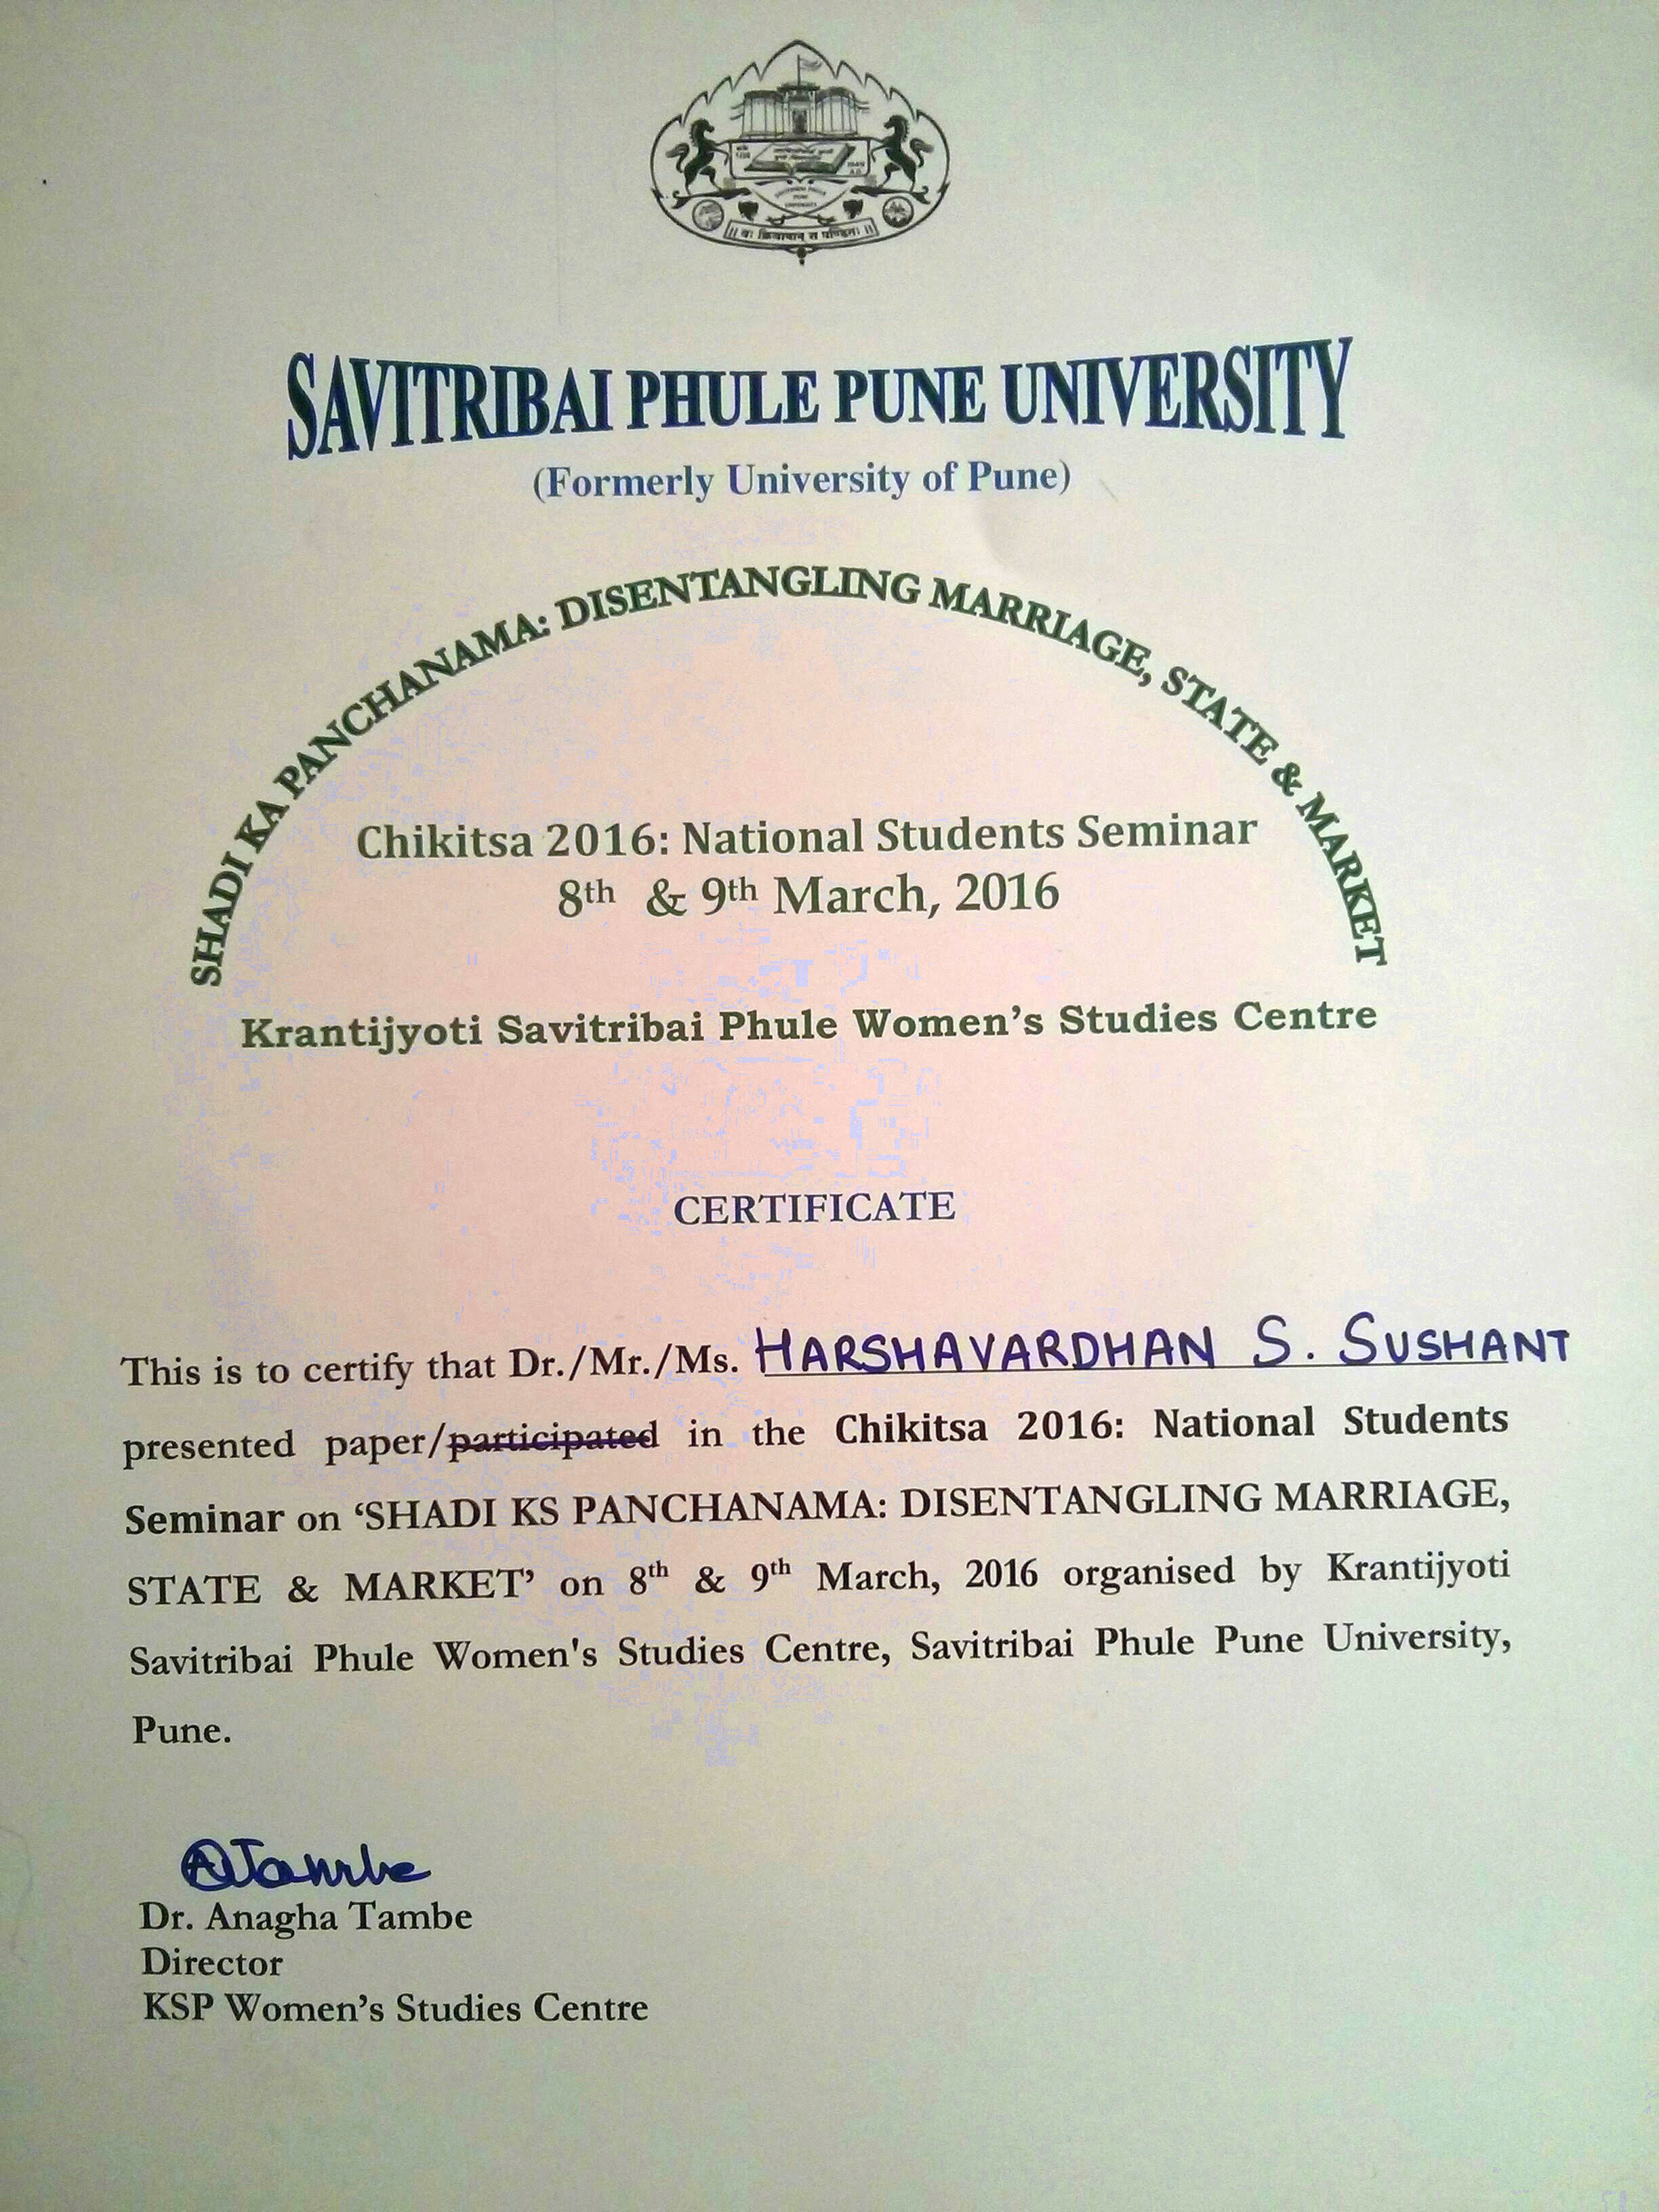 || यः क्रियावान् स पण्डितः ||
SAVITRIBAI PHULE PUNE UNIVERSITY
(Formerly University of Pune)
SHADI KA PANCHANAMA: DISENTANGLING MARRIAGE, STATE & MARKET
Chikitsa 2016: National Students Seminar
8th & 9th March, 2016
Krantijyoti Savitribai Phule Women’s Studies Centre
CERTIFICATE
This is to certify that Dr./Mr./Ms. HARSHAVARDHAN S. SUSHANT
presented paper/participated in the Chikitsa 2016: National Students
Seminar on ‘SHADI KS PANCHANAMA: DISENTANGLING MARRIAGE,
STATE & MARKET’ on 8th & 9th March, 2016 organised by Krantijyoti
Savitribai Phule Women's Studies Centre, Savitribai Phule Pune University,
Pune.
ATambe
Dr. Anagha Tambe
Director
KSP Women’s Studies Centre